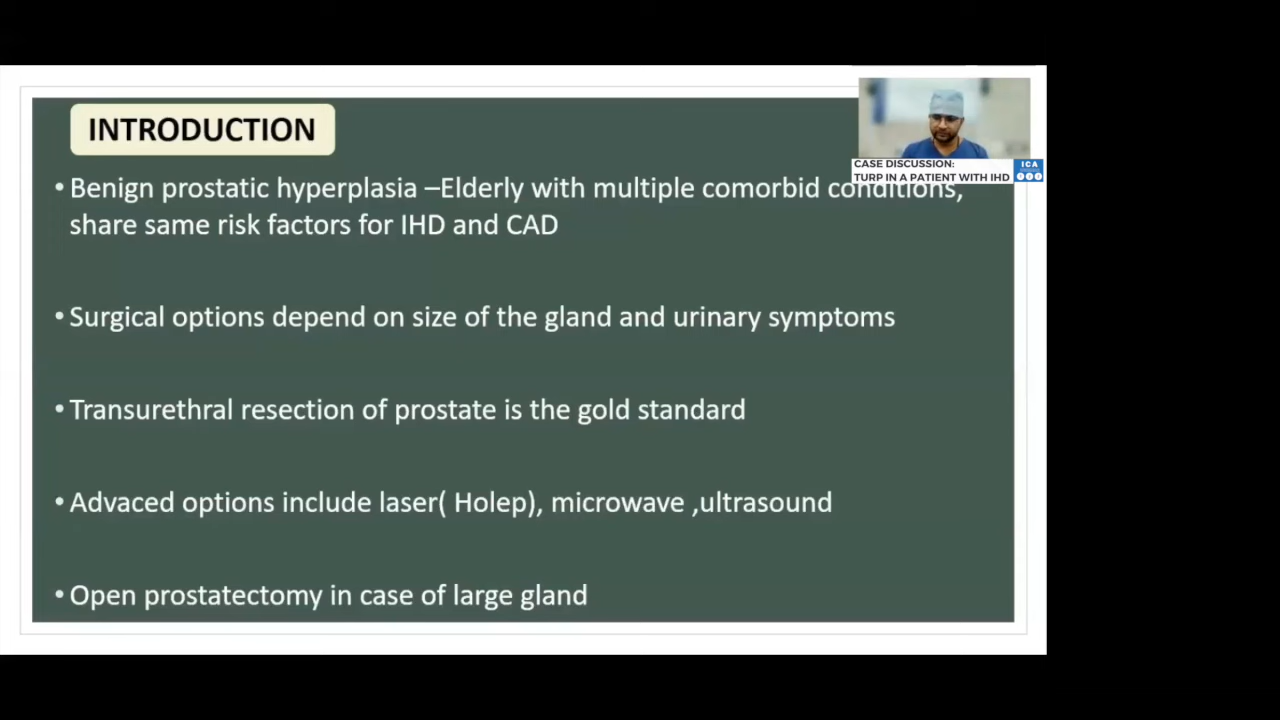 INTRODUCTION
ICA
CASE DISCUSSION:
TURP IN A PATIENT WITH IHD
• Benign prostatic hyperplasia –Elderly with multiple comorbid conditions,
share same risk factors for IHD and CAD
• Surgical options depend on size of the gland and urinary symptoms
• Transurethral resection of prostate is the gold standard
• Advaced options include laser( Holep), microwave ,ultrasound
• Open prostatectomy in case of large gland